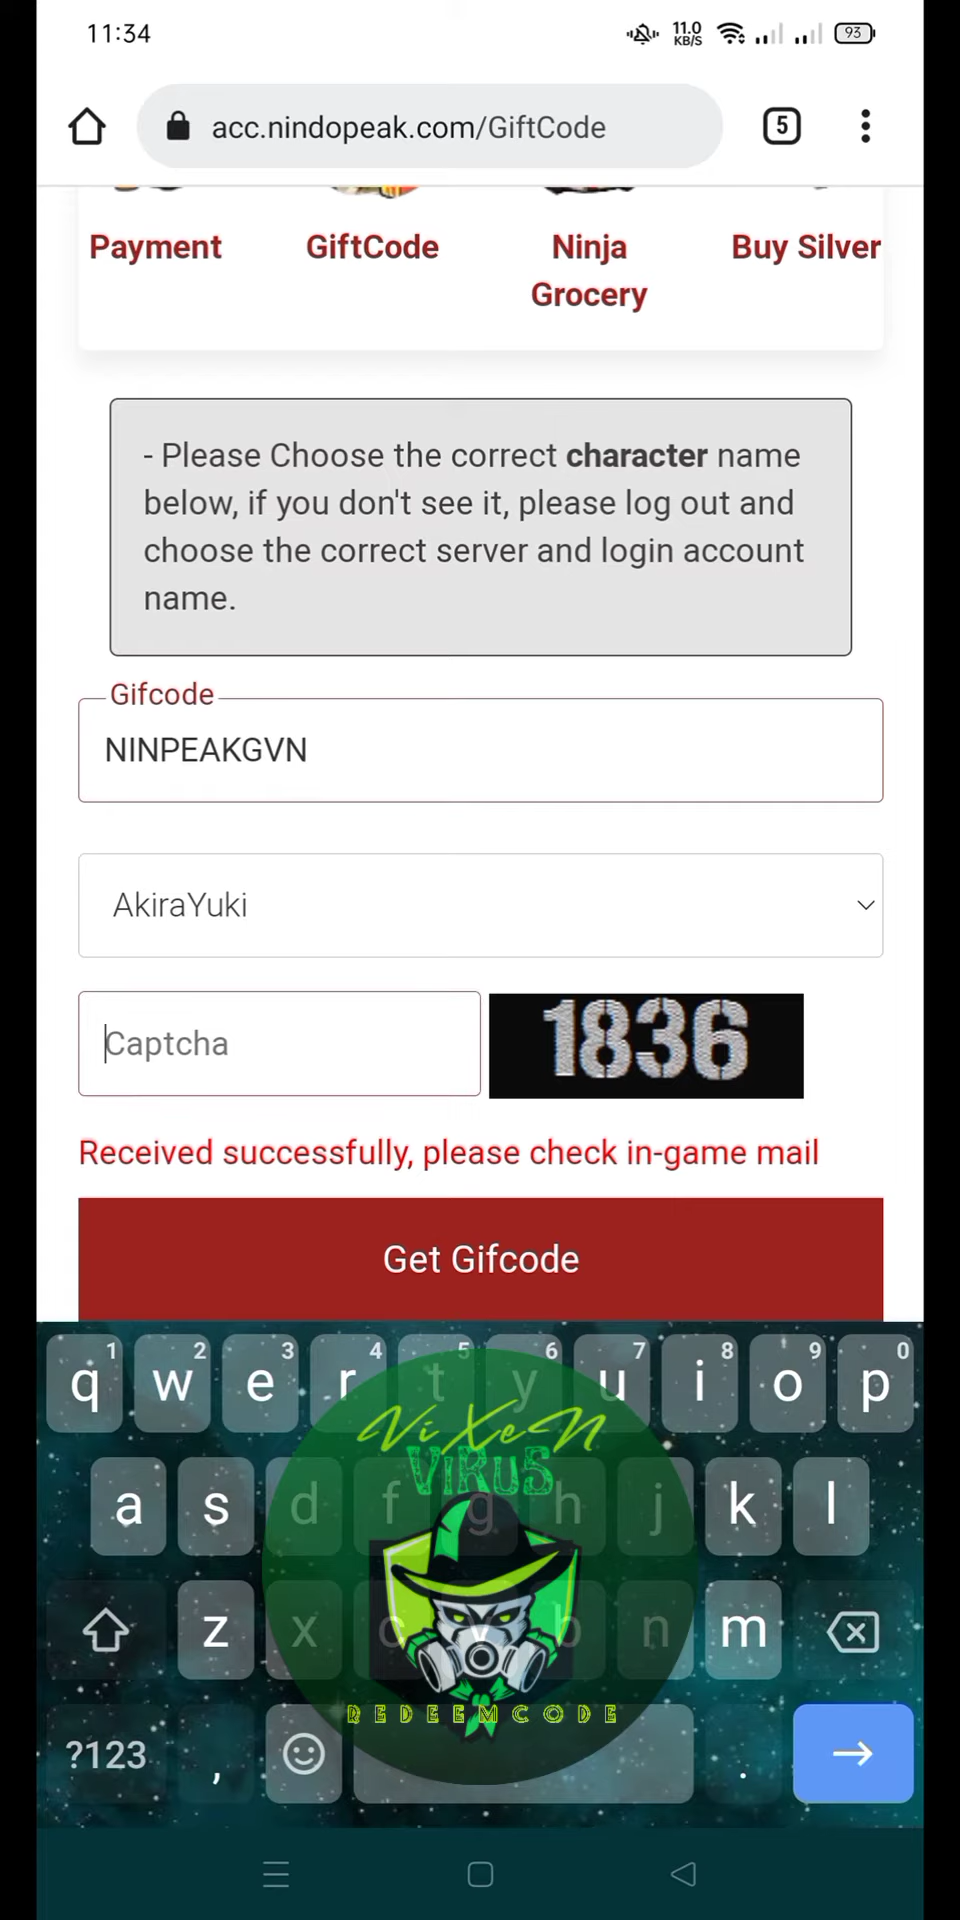 11:34
11.0
KB/S
93
acc.nindopeak.com/GiftCode
5
Payment
GiftCode
Ninja
Grocery
Buy Silver
- Please Choose the correct character name
below, if you don't see it, please log out and
choose the correct server and login account
name.
Gifcode
NINPEAKGVN
AkiraYuki
Captcha
1836
Received successfully, please check in-game mail
Get Gifcode
1 2 3 4 5 6 7 8 9 0
q w e r t y u i o p
ViXeN
ViRuS
a s d f g h j k l
z x c v b n m
REDEEMCODE
?123 , .